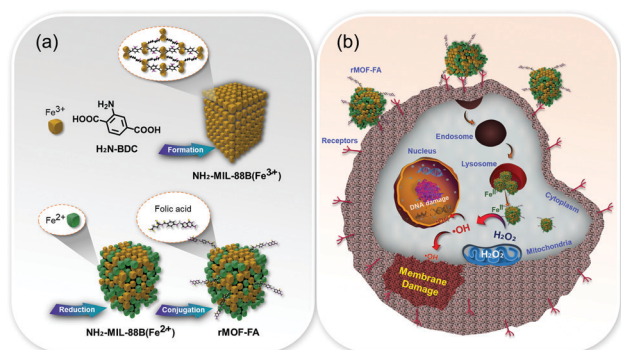 (a)
Fe3+
H2N
HOOC
COOH
H₂N-BDC
Formation
NH₂-MIL-88B(Fe³⁺)
Fe2+
Folic acid
Reduction
Conjugation
NH₂-MIL-88B(Fe²⁺)
rMOF-FA
(b)
rMOF-FA
Receptors
Endosome
Nucleus
Lysosome
DNA damage
Cytoplasm
•OH
H₂O₂
Mitochondria
H₂O₂
•OH
Membrane
Damage